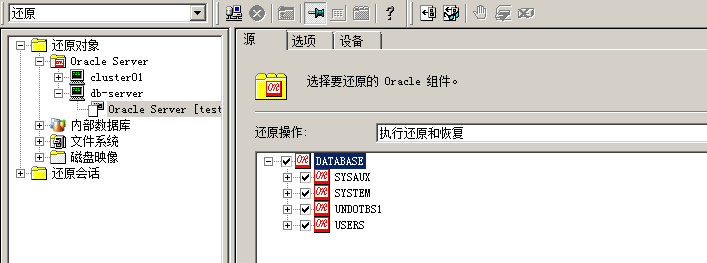 还原
还原对象
Oracle Server
cluster01
db-server
Oracle Server [test
内部数据库
文件系统
磁盘映像
还原会话
源
选项
设备
选择要还原的 Oracle 组件。
还原操作:
执行还原和恢复
DATABASE
SYSAUX
SYSTEM
UNDOTBS1
USERS